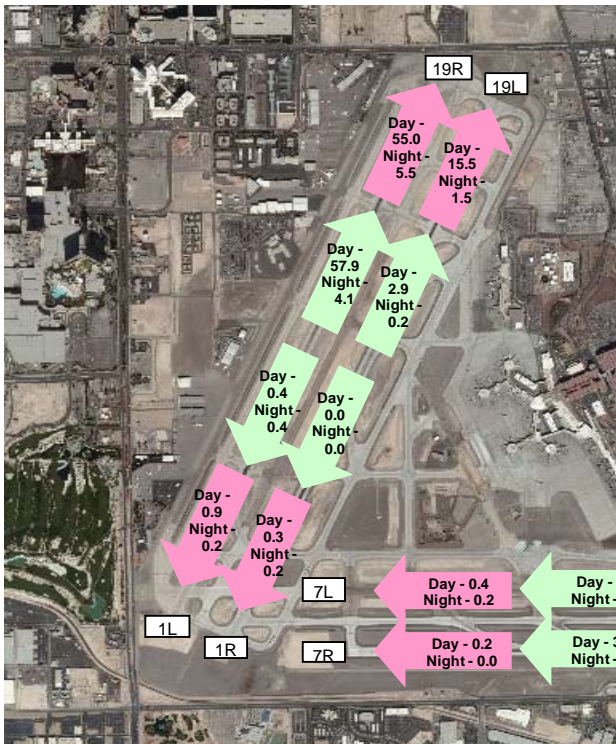 19R
19L
Day -
55.0
Night -
5.5
Day -
15.5
Night -
1.5
Day -
57.9
Night -
4.1
Day -
2.9
Night -
0.2
Day -
0.4
Night -
0.4
Day -
0.0
Night -
0.0
Day -
0.9
Night -
0.2
Day -
0.3
Night -
0.2
7L
Day - 0.4
Night - 0.2
Day -
Night -
1L
1R
7R
Day - 0.2
Night - 0.0
Day -
Night -